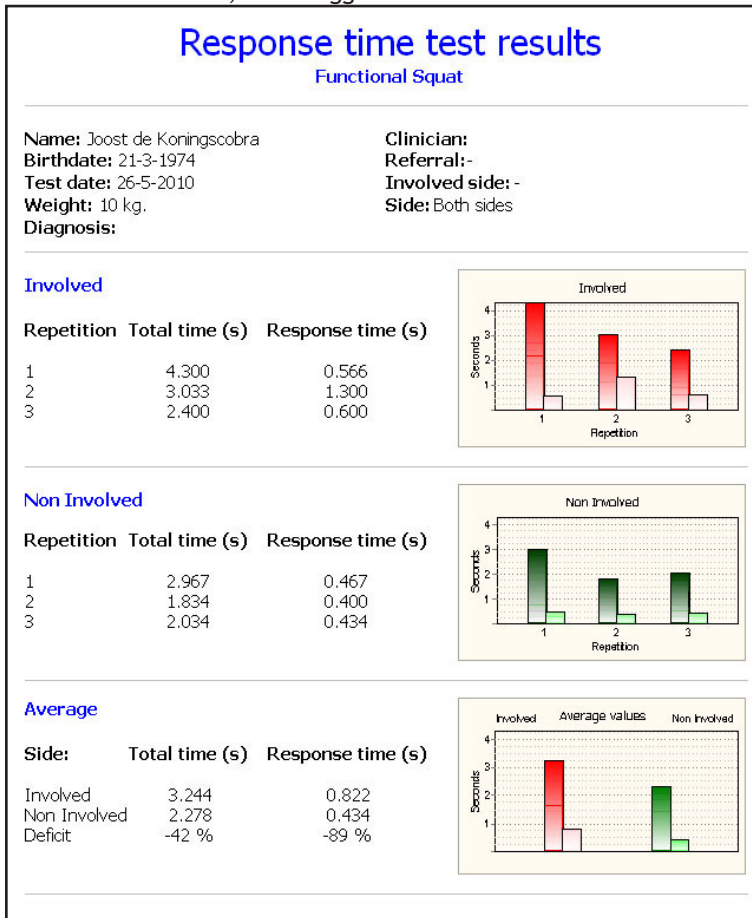 Response time test results
Functional Squat
Name: Joost de Koningscobra
Birthdate: 21-3-1974
Test date: 26-5-2010
Weight: 10 kg.
Diagnosis:
Clinician:
Referral:-
Involved side: -
Side: Both sides
Involved
Repetition Total time (s) Response time (s)
1 4.300 0.566
2 3.033 1.300
3 2.400 0.600
Involved
4
3
2
1
Seconds
1 2 3
Repetition
Non Involved
Repetition Total time (s) Response time (s)
1 2.967 0.467
2 1.834 0.400
3 2.034 0.434
Non Involved
4
3
2
1
Seconds
1 2 3
Repetition
Average
Side: Total time (s) Response time (s)
Involved 3.244 0.822
Non Involved 2.278 0.434
Deficit -42 % -89 %
Involved Average values Non Involved
4
3
2
1
Seconds